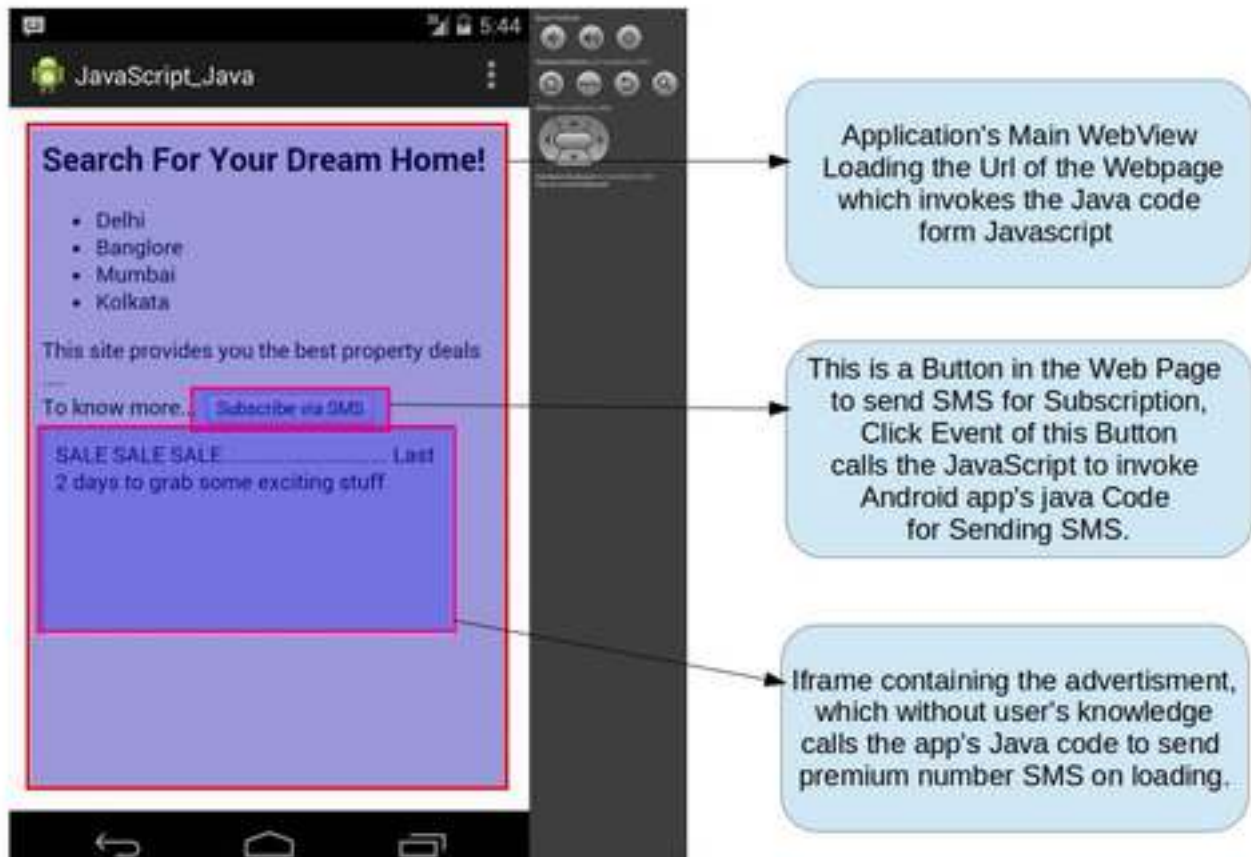 5:44
JavaScript_Java
Search For Your Dream Home!
• Delhi
• Banglore
• Mumbai
• Kolkata
This site provides you the best property deals
....
To know more... Subscribe via SMS
SALE SALE SALE.............................. Last
2 days to grab some exciting stuff
Application's Main WebView
Loading the Url of the Webpage
which invokes the Java code
form Javascript
This is a Button in the Web Page
to send SMS for Subscription,
Click Event of this Button
calls the JavaScript to invoke
Android app's java Code
for Sending SMS.
Iframe containing the advertisment,
which without user's knowledge
calls the app's Java code to send
premium number SMS on loading.